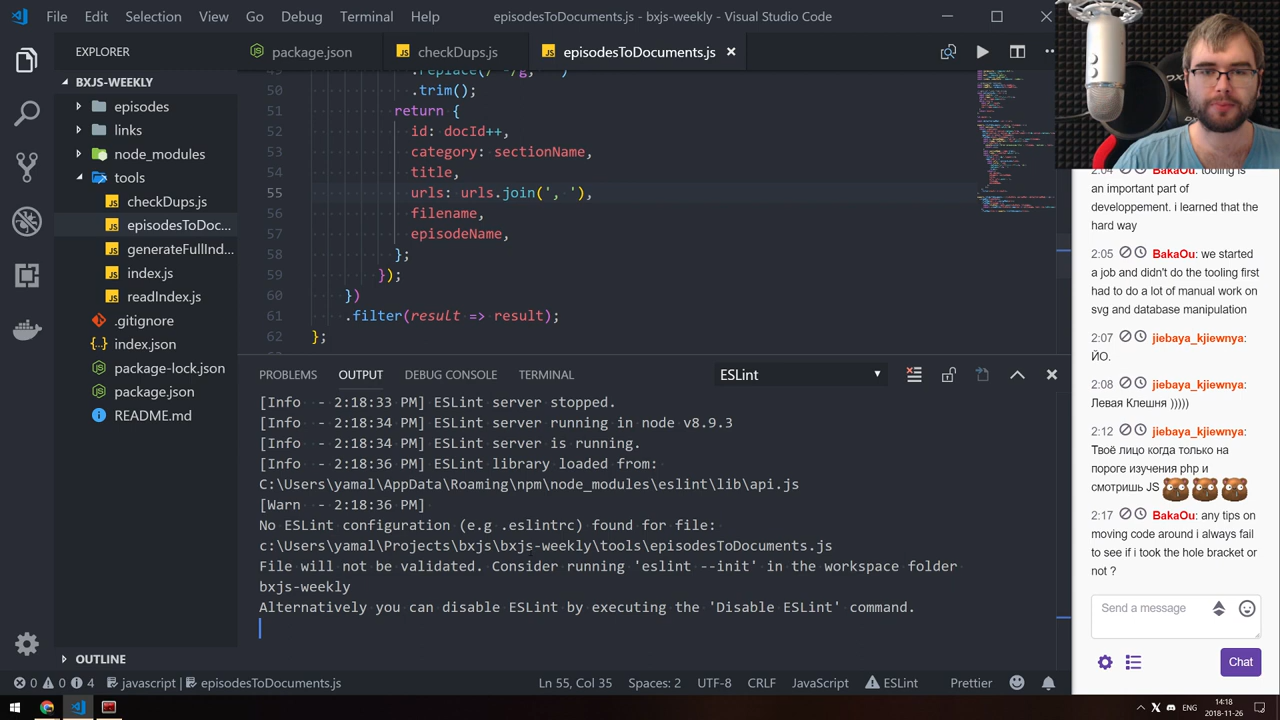 File Edit Selection View Go Debug Terminal Help episodesToDocuments.js - bxjs-weekly - Visual Studio Code
EXPLORER
BXJS-WEEKLY
episodes
links
node_modules
tools
checkDups.js
episodesToDoc...
generateFullInd...
index.js
readIndex.js
.gitignore
index.json
package-lock.json
package.json
README.md
OUTLINE
package.json checkDups.js episodesToDocuments.js
50 .trim();
51 return {
52 id: docId++,
53 category: sectionName,
54 title,
55 urls: urls.join(', '),
56 filename,
57 episodeName,
58 };
59 });
60 })
61 .filter(result => result);
62 };
PROBLEMS OUTPUT DEBUG CONSOLE TERMINAL ESLint
[Info - 2:18:33 PM] ESLint server stopped.
[Info - 2:18:34 PM] ESLint server running in node v8.9.3
[Info - 2:18:34 PM] ESLint server is running.
[Info - 2:18:36 PM] ESLint library loaded from:
C:\Users\yamal\AppData\Roaming\npm\node_modules\eslint\lib\api.js
[Warn - 2:18:36 PM]
No ESLint configuration (e.g .eslintrc) found for file:
c:\Users\yamal\Projects\bxjs\bxjs-weekly\tools\episodesToDocuments.js
File will not be validated. Consider running 'eslint --init' in the workspace folder
bxjs-weekly
Alternatively you can disable ESLint by executing the 'Disable ESLint' command.
2:04 BakaOu: tooling is
an important part of
developpement. i learned that the
hard way
2:05 BakaOu: we started
a job and didn't do the tooling first
had to do a lot of manual work on
svg and database manipulation
2:07 jiebaya_kjiewnya:
ЙО.
2:08 jiebaya_kjiewnya:
Левая Клешня )))))
2:12 jiebaya_kjiewnya:
Твоё лицо когда только на
пороге изучения php и
смотришь JS
2:17 BakaOu: any tips on
moving code around i always fail
to see if i took the hole bracket or
not ?
Send a message
Chat
0 0 4 javascript | episodesToDocuments.js Ln 55, Col 35 Spaces: 2 UTF-8 CRLF JavaScript ESLint Prettier
ENG 14:18
2018-11-26